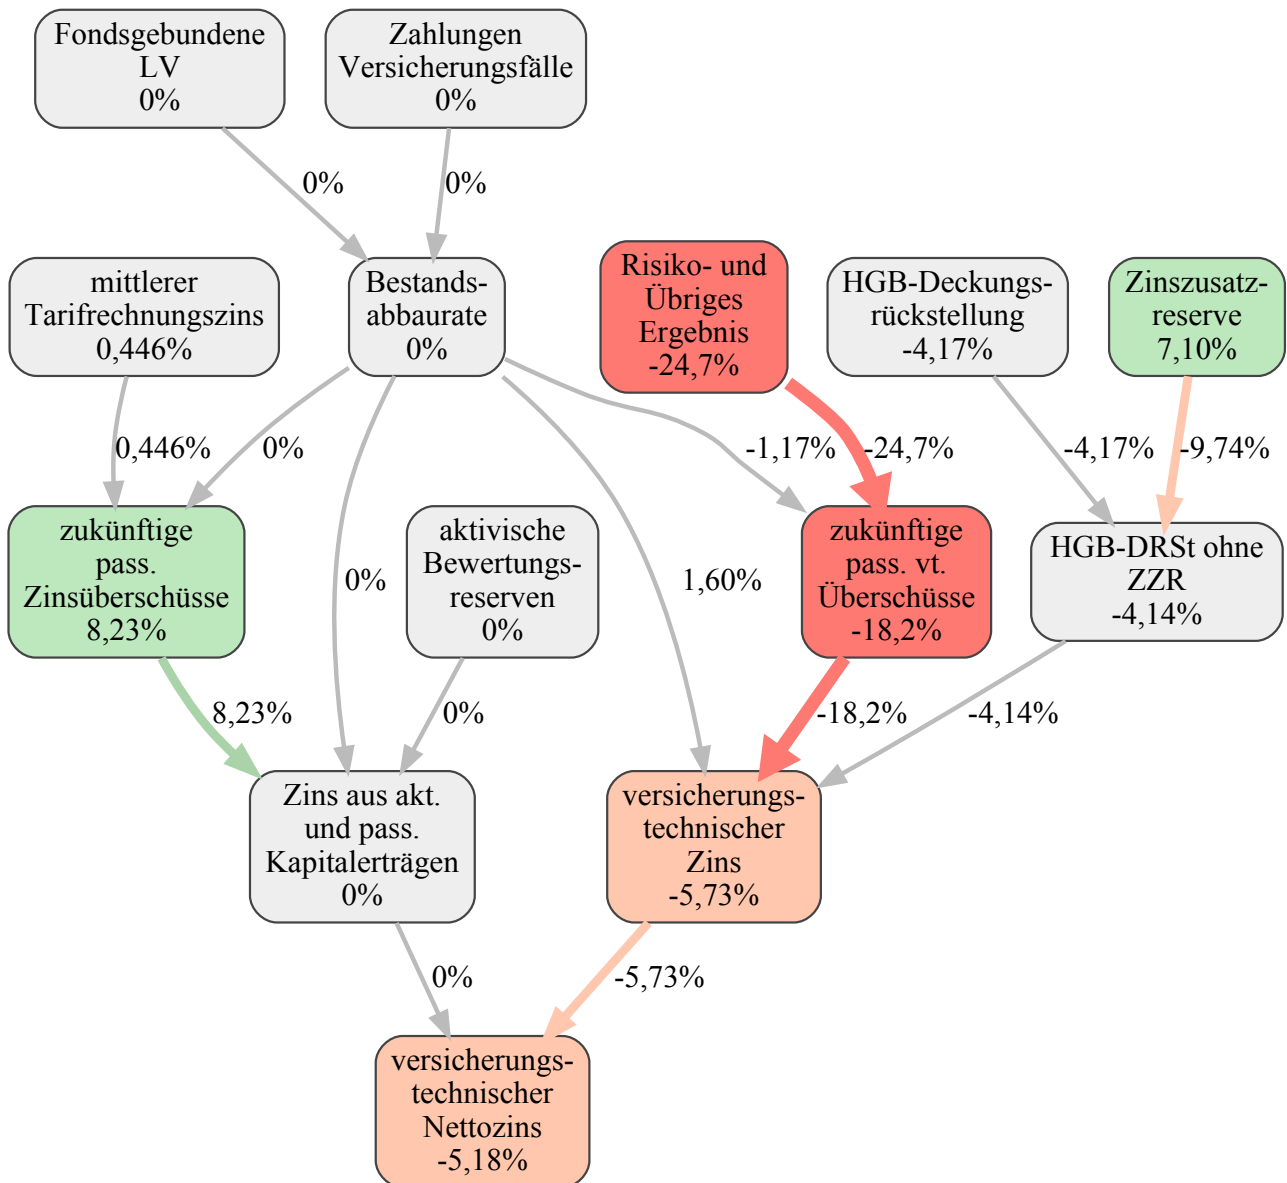 Fondsgebundene
LV
0%
Zahlungen
Versicherungsfälle
0%
0%
0%
mittlerer
Tarifrechnungszins
0,446%
Bestands-
abbaurate
0%
Risiko- und
Übriges
Ergebnis
-24,7%
HGB-Deckungs-
rückstellung
-4,17%
Zinszusatz-
reserve
7,10%
0,446%
0%
-1,17%
-24,7%
-4,17%
-9,74%
zukünftige
pass.
Zinsüberschüsse
8,23%
0%
aktivische
Bewertungs-
reserven
0%
1,60%
zukünftige
pass. vt.
Überschüsse
-18,2%
HGB-DRSt ohne
ZZR
-4,14%
8,23%
0%
-18,2%
-4,14%
Zins aus akt.
und pass.
Kapitalerträgen
0%
versicherungs-
technischer
Zins
-5,73%
0%
-5,73%
versicherungs-
technischer
Nettozins
-5,18%